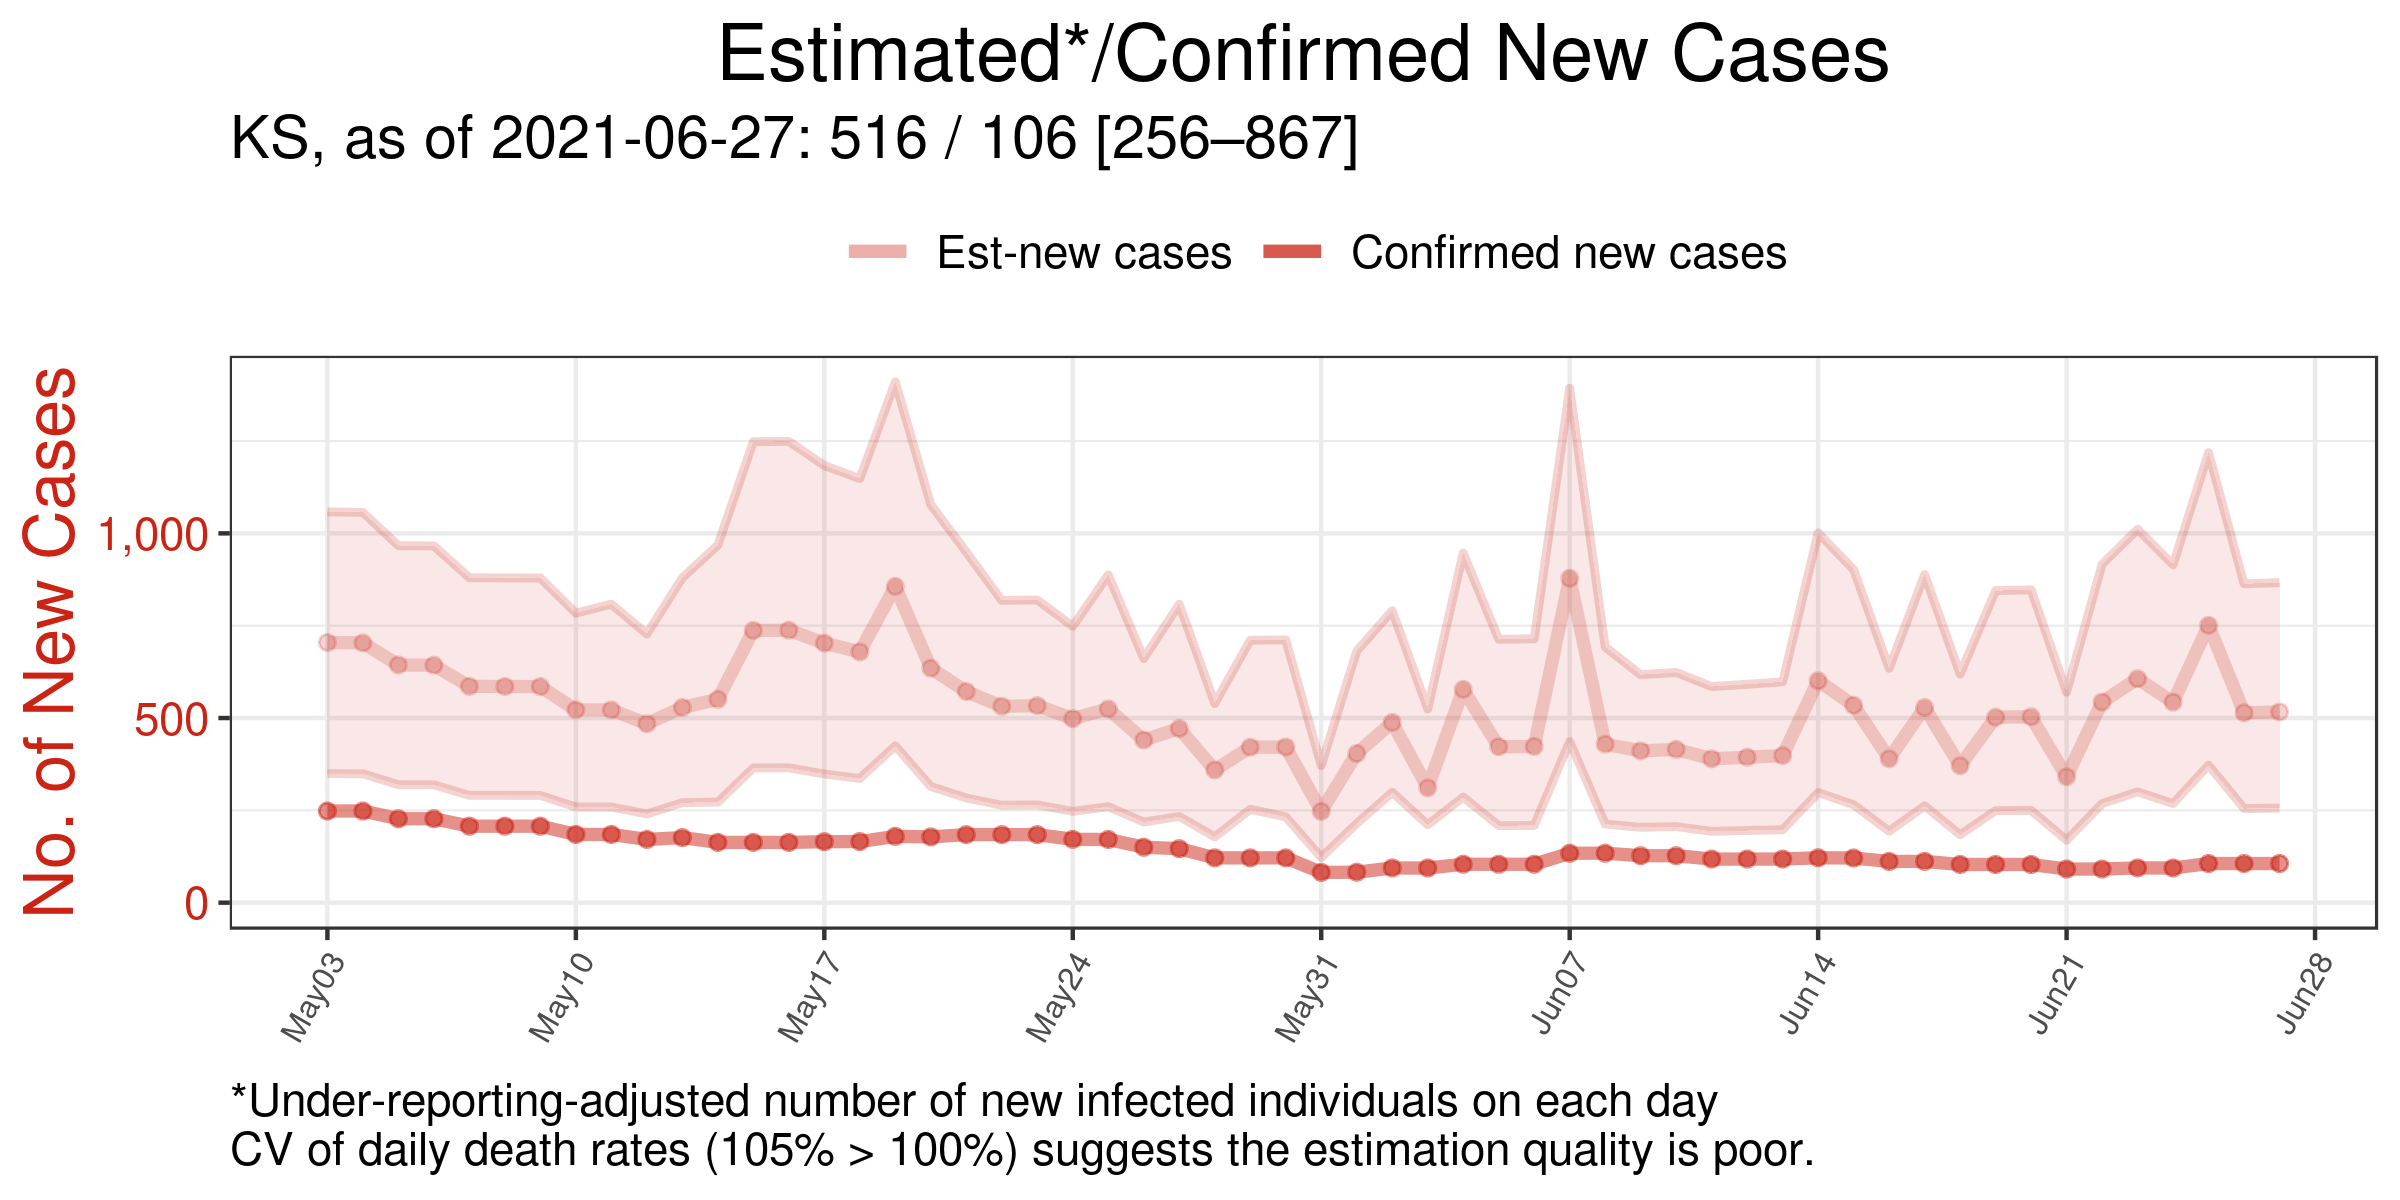 Estimated*/Confirmed New Cases
KS, as of 2021-06-27: 516 / 106 [256–867]
Est-new cases Confirmed new cases
No. of New Cases
1,000
500
0
May03 May10 May17 May24 May31 Jun07 Jun14 Jun21 Jun28
*Under-reporting-adjusted number of new infected individuals on each day
CV of daily death rates (105% > 100%) suggests the estimation quality is poor.